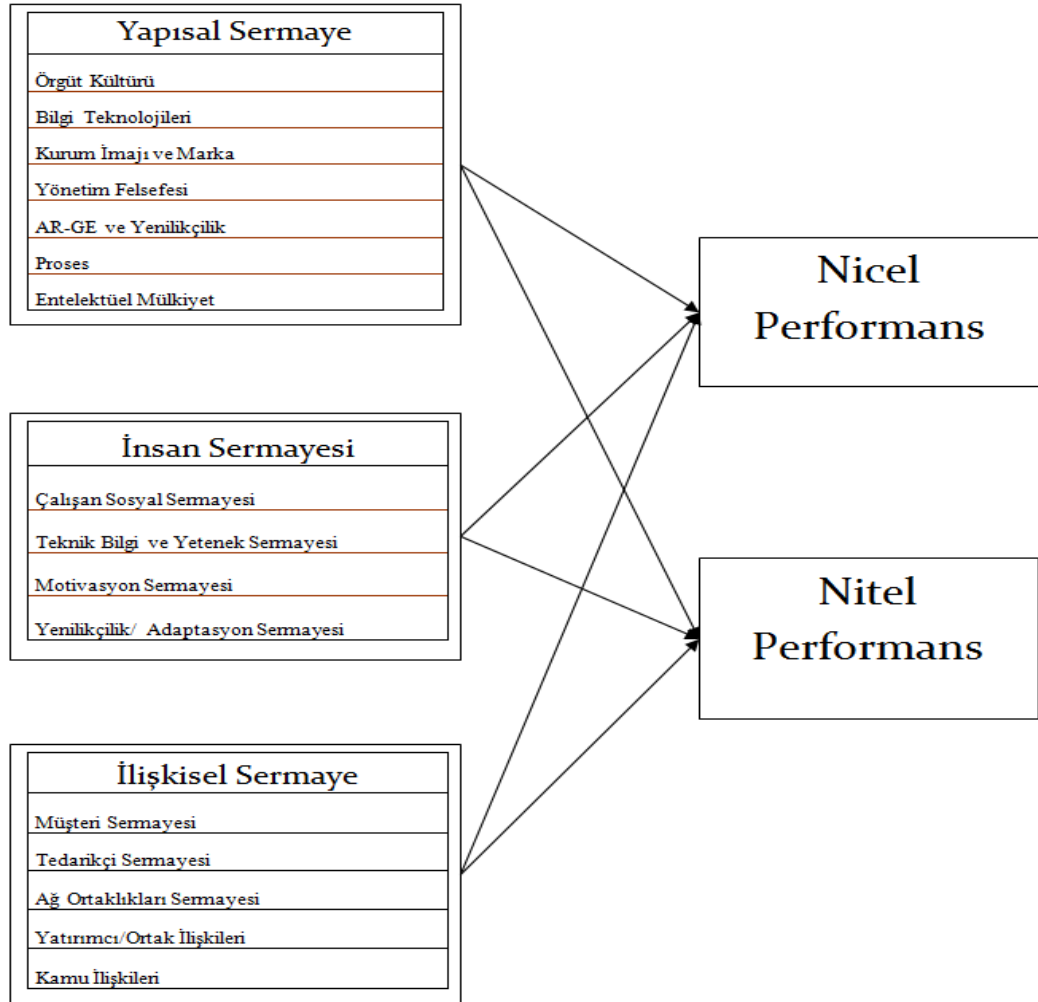 Yapısal Sermaye
Örgüt Kültürü
Bilgi Teknolojileri
Kurum İmajı ve Marka
Yönetim Felsefesi
AR-GE ve Yenilikçilik
Proses
Entelektüel Mülkiyet
İnsan Sermayesi
Çalışan Sosyal Sermayesi
Teknik Bilgi ve Yetenek Sermayesi
Motivasyon Sermayesi
Yenilikçilik/ Adaptasyon Sermayesi
İlişkisel Sermaye
Müşteri Sermayesi
Tedarikçi Sermayesi
Ağ Ortaklıkları Sermayesi
Yatırımcı/Ortak İlişkileri
Kamu İlişkileri
Nicel
Performans
Nitel
Performans